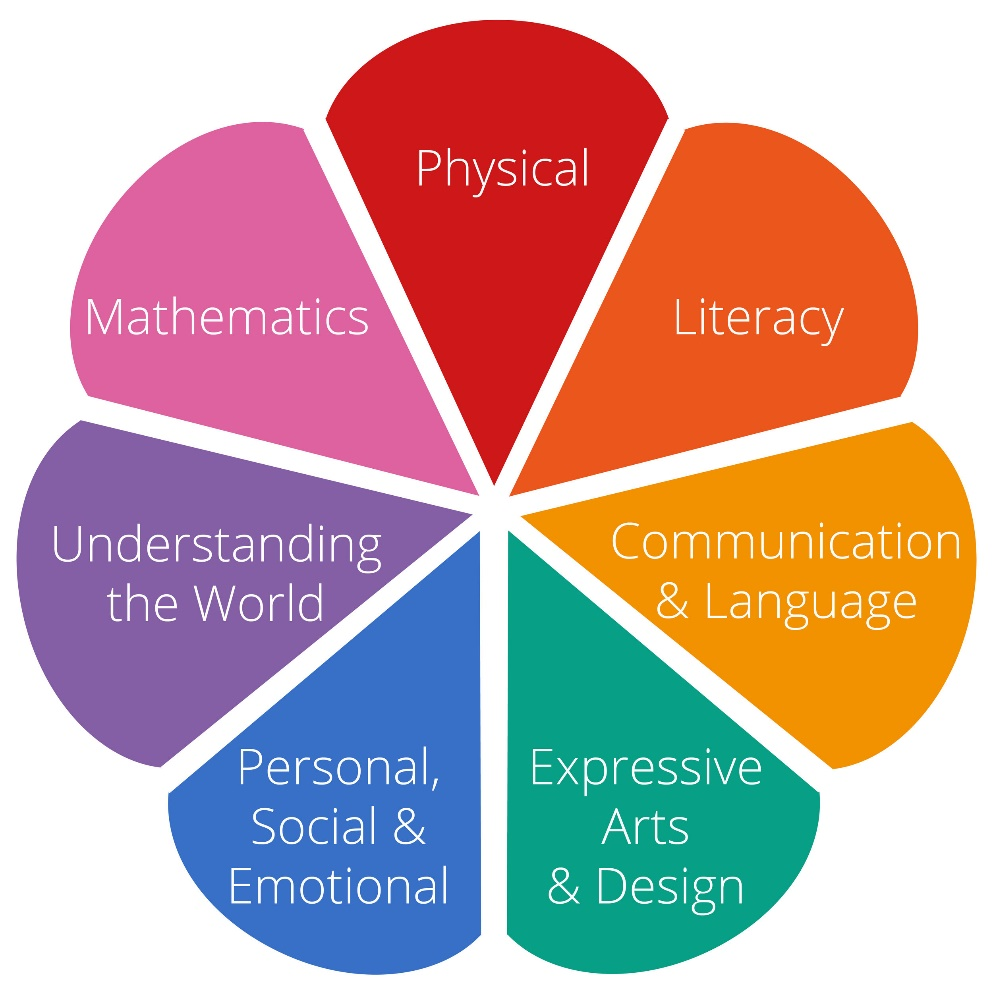 Physical
Mathematics
Literacy
Understanding
the World
Communication
& Language
Personal,
Social &
Emotional
Expressive
Arts
& Design